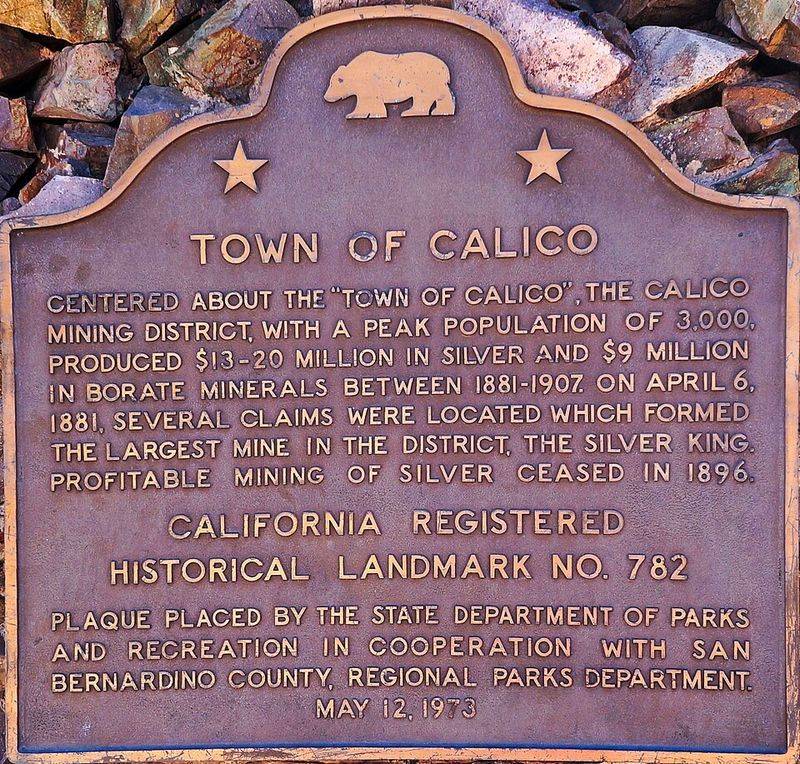 TOWN OF CALICO
CENTERED ABOUT THE "TOWN OF CALICO", THE CALICO
MINING DISTRICT, WITH A PEAK POPULATION OF 3,000,
PRODUCED $13-20 MILLION IN SILVER AND $9 MILLION
IN BORATE MINERALS BETWEEN 1881-1907. ON APRIL 6,
1881, SEVERAL CLAIMS WERE LOCATED WHICH FORMED
THE LARGEST MINE IN THE DISTRICT, THE SILVER KING.
PROFITABLE MINING OF SILVER CEASED IN 1896.
CALIFORNIA REGISTERED
HISTORICAL LANDMARK NO. 782
PLAQUE PLACED BY THE STATE DEPARTMENT OF PARKS
AND RECREATION IN COOPERATION WITH SAN
BERNARDINO COUNTY, REGIONAL PARKS DEPARTMENT.
MAY 12, 1973